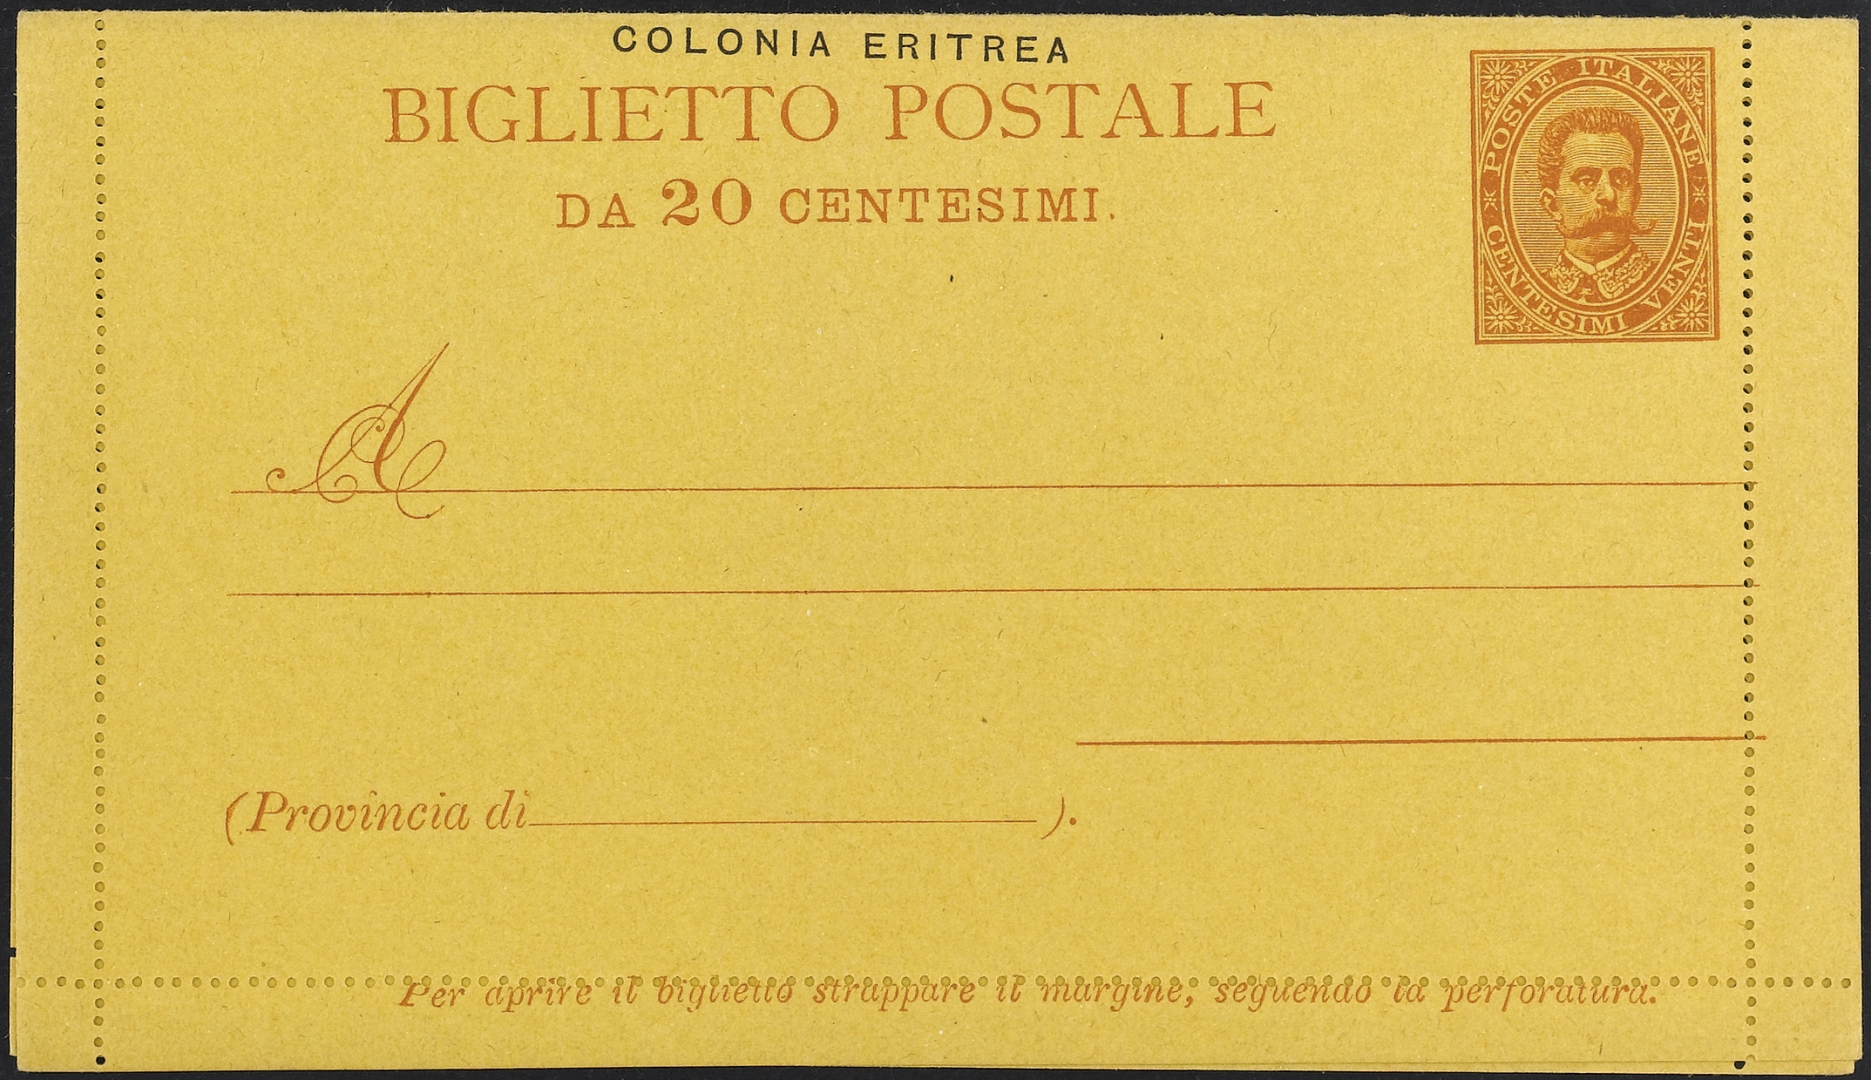 COLONIA ERITREA
BIGLIETTO POSTALE
DA 20 CENTESIMI.
POSTE ITALIANE
CENTESIMI VENTI
A
(Provincia di ).
Per aprire il biglietto strappare il margine, seguendo la perforatura.